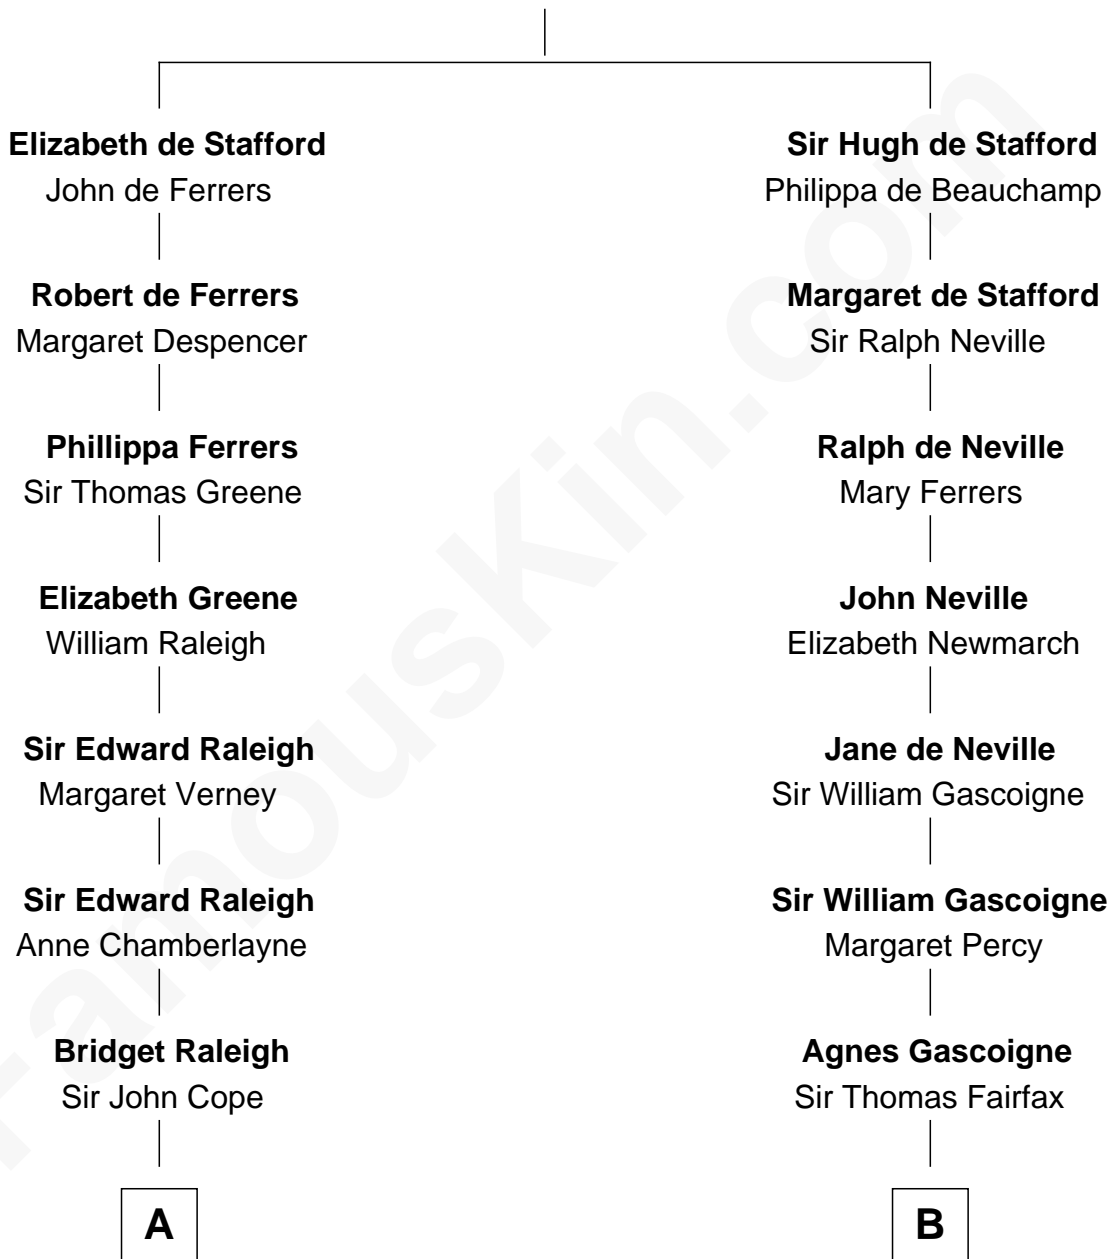 Elizabeth de Stafford
John de Ferrers
Robert de Ferrers
Margaret Despencer
Phillippa Ferrers
Sir Thomas Greene
Elizabeth Greene
William Raleigh
Sir Edward Raleigh
Margaret Verney
Sir Edward Raleigh
Anne Chamberlayne
Bridget Raleigh
Sir John Cope
A
Sir Hugh de Stafford
Philippa de Beauchamp
Margaret de Stafford
Sir Ralph Neville
Ralph de Neville
Mary Ferrers
John Neville
Elizabeth Newmarch
Jane de Neville
Sir William Gascoigne
Sir William Gascoigne
Margaret Percy
Agnes Gascoigne
Sir Thomas Fairfax
B
FamousKin.com